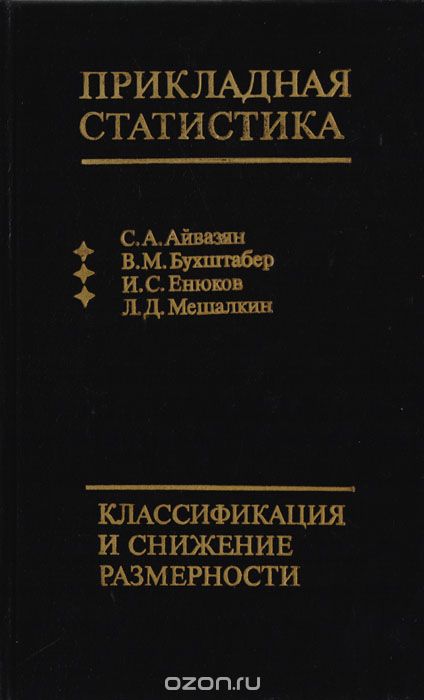 ПРИКЛАДНАЯ
СТАТИСТИКА
С. А. Айвазян
В. М. Бухштабер
И. С. Енюков
Л. Д. Мешалкин
КЛАССИФИКАЦИЯ
И СНИЖЕНИЕ
РАЗМЕРНОСТИ
ozon.ru